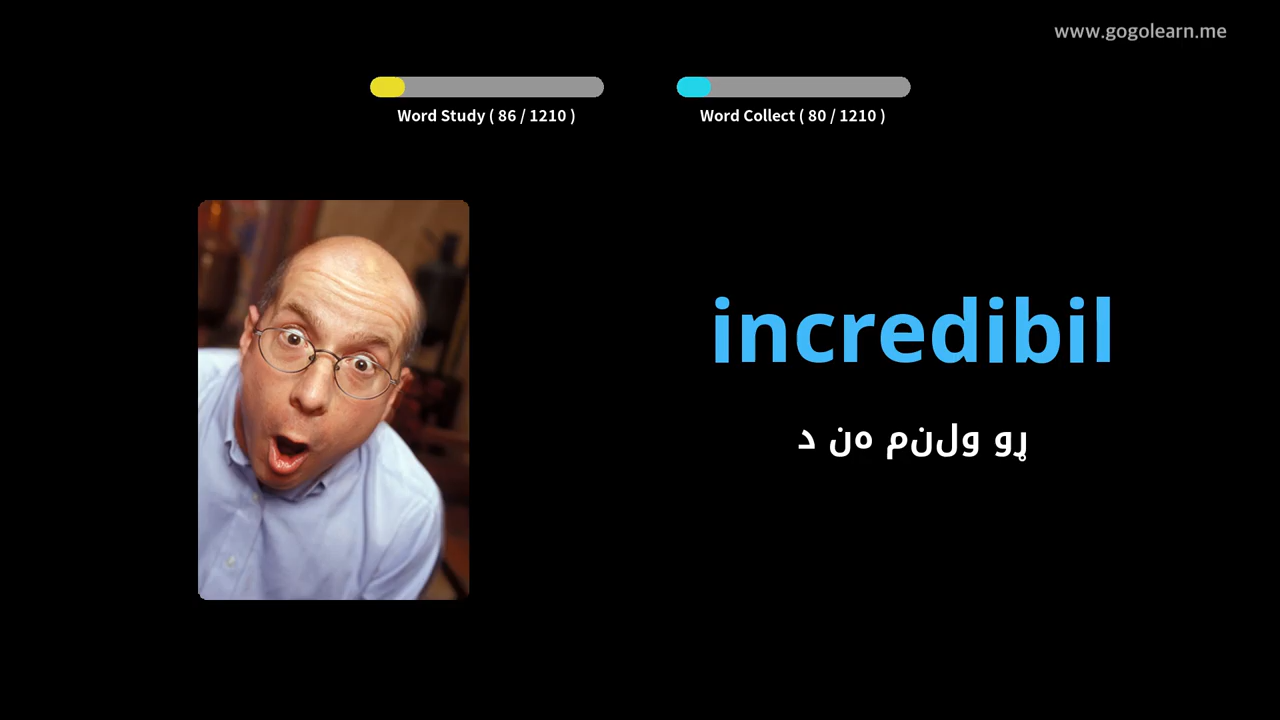 www.gogolearn.me
Word Study ( 86 / 1210 )
Word Collect ( 80 / 1210 )
incredibil
د نه منلو وړ